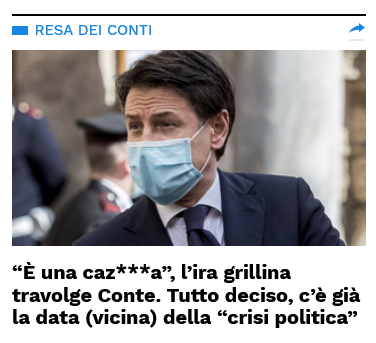 RESA DEI CONTI
“È una caz***a”, l’ira grillina
travolge Conte. Tutto deciso, c’è già
la data (vicina) della “crisi politica”